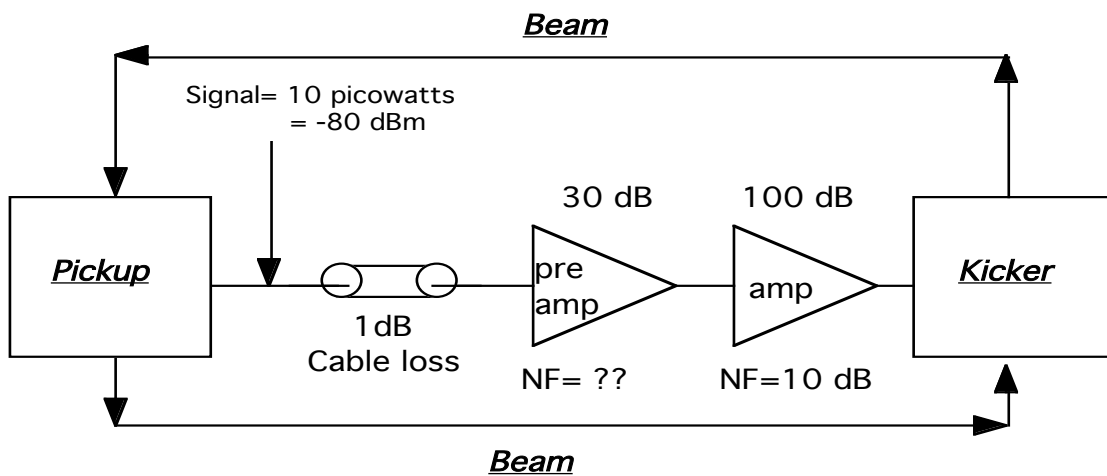 Beam
Signal= 10 picowatts
= -80 dBm
30 dB
100 dB
Pickup
pre
amp
amp
Kicker
1dB
Cable loss
NF= ??
NF=10 dB
Beam